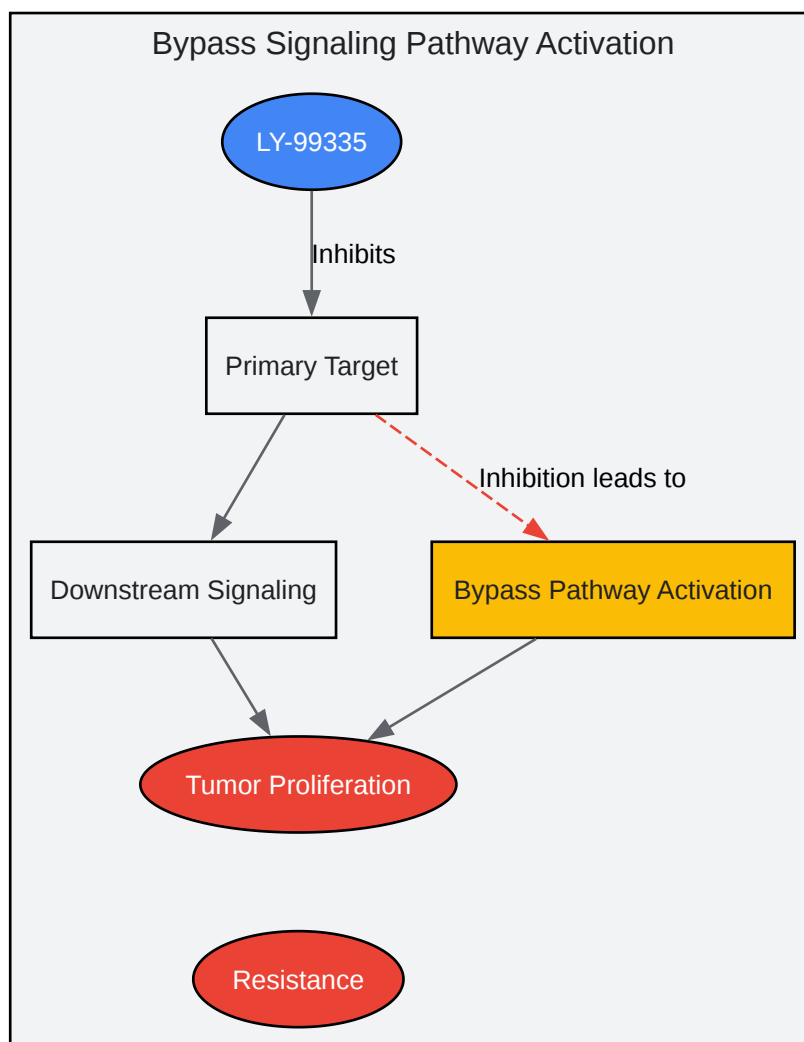 Bypass Signaling Pathway Activation
LY-99335
Inhibits
Primary Target
Inhibition leads to
Downstream Signaling
Bypass Pathway Activation
Tumor Proliferation
Resistance